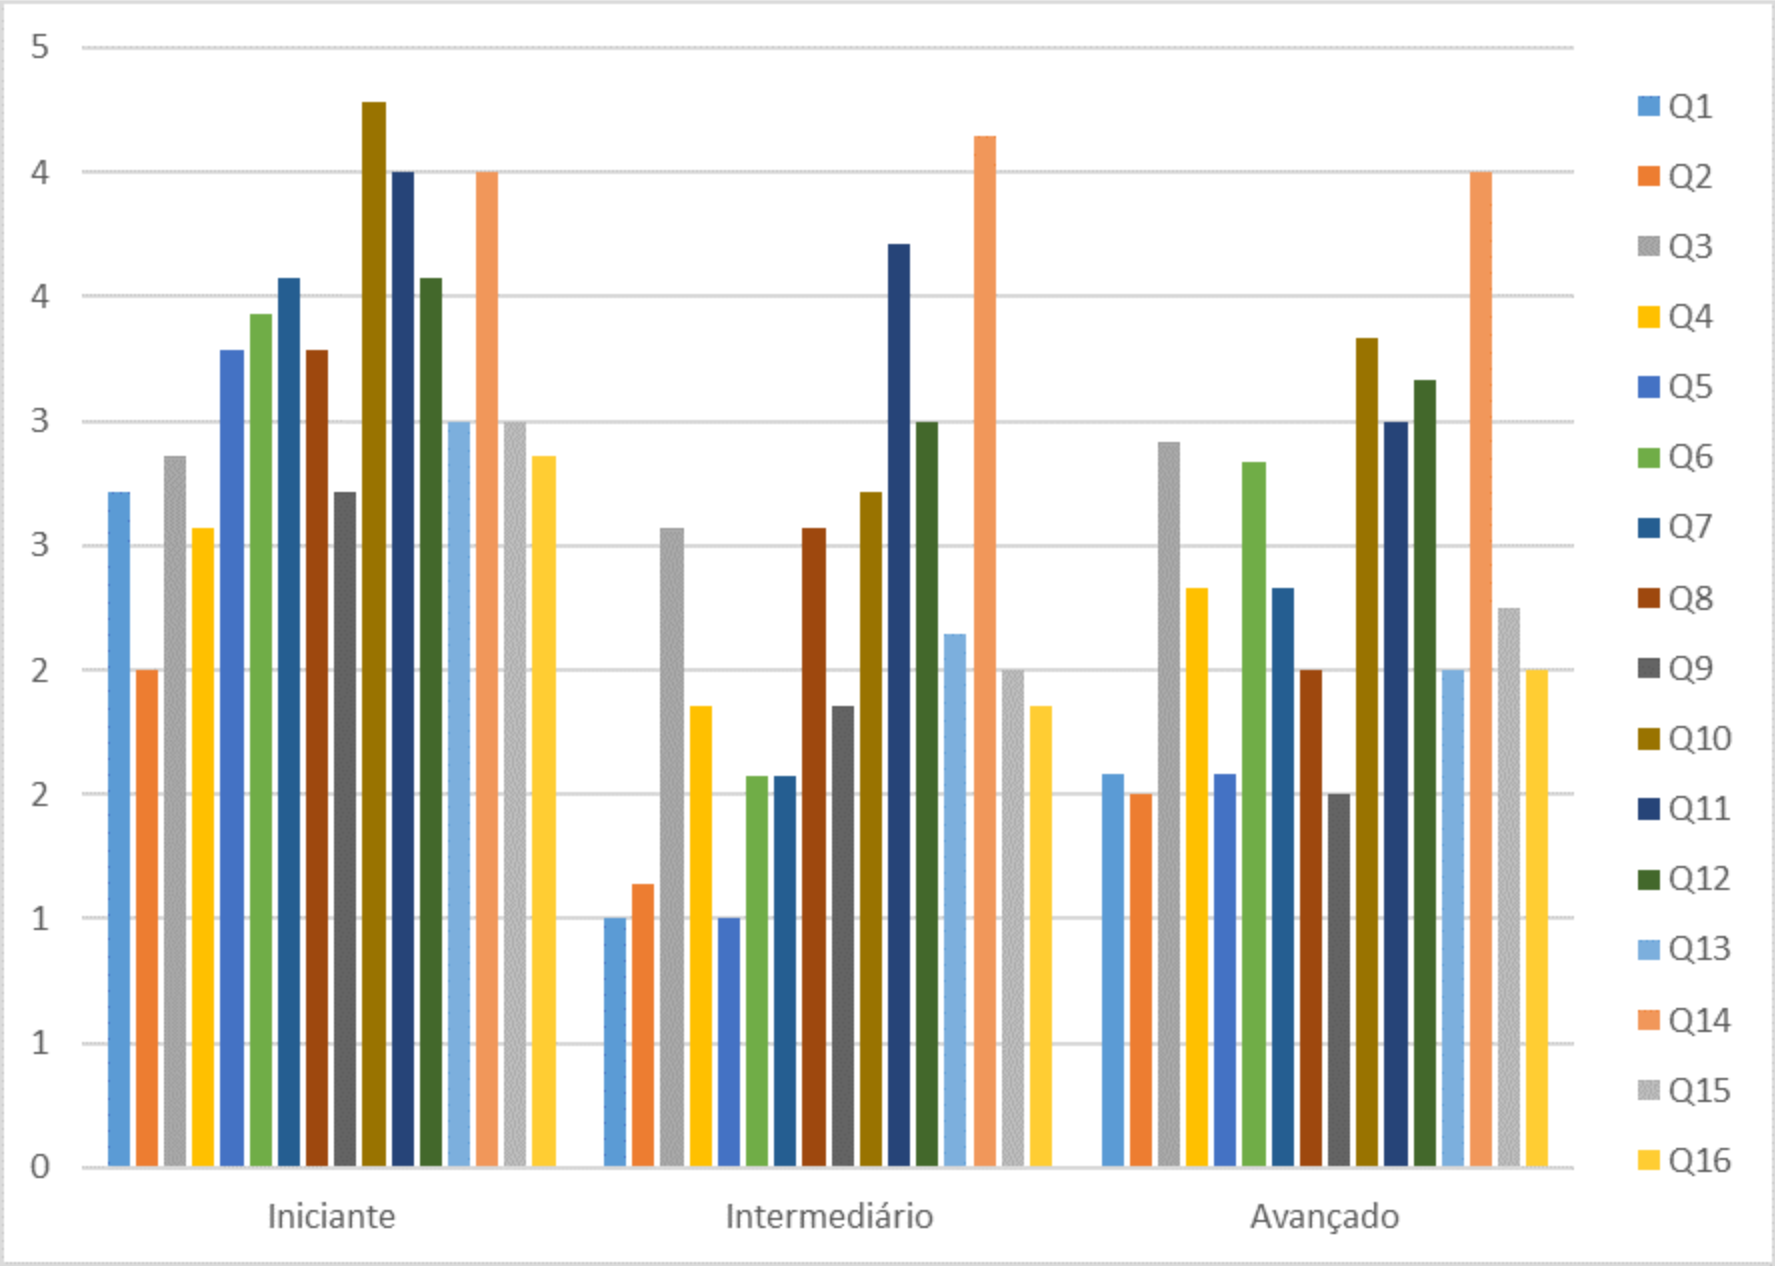 5
4
4
3
3
2
2
1
1
0
Iniciante
Intermediário
Avançado
Q1
Q2
Q3
Q4
Q5
Q6
Q7
Q8
Q9
Q10
Q11
Q12
Q13
Q14
Q15
Q16